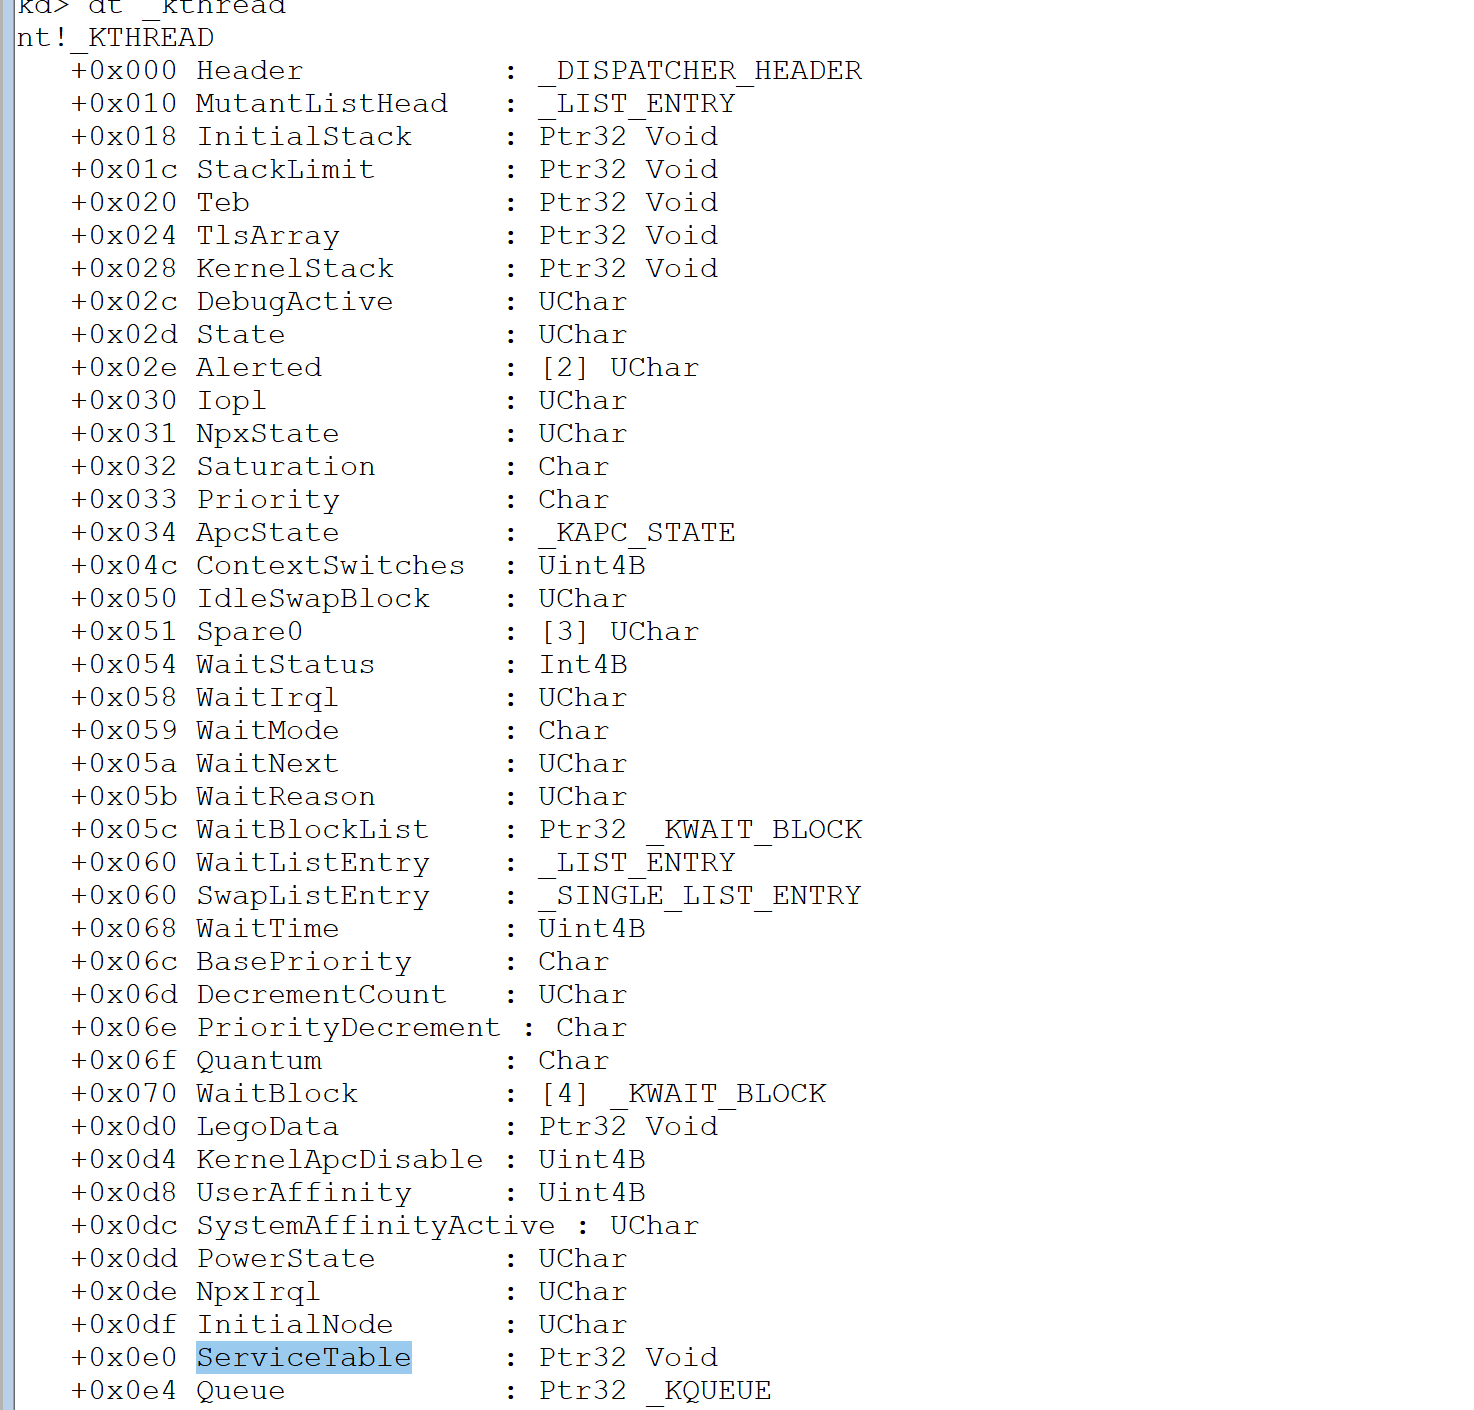 kd> dt _kthread
nt!_KTHREAD
   +0x000 Header           : _DISPATCHER_HEADER
   +0x010 MutantListHead   : _LIST_ENTRY
   +0x018 InitialStack     : Ptr32 Void
   +0x01c StackLimit       : Ptr32 Void
   +0x020 Teb              : Ptr32 Void
   +0x024 TlsArray         : Ptr32 Void
   +0x028 KernelStack      : Ptr32 Void
   +0x02c DebugActive      : UChar
   +0x02d State            : UChar
   +0x02e Alerted          : [2] UChar
   +0x030 Iopl             : UChar
   +0x031 NpxState         : UChar
   +0x032 Saturation       : Char
   +0x033 Priority         : Char
   +0x034 ApcState         : _KAPC_STATE
   +0x04c ContextSwitches  : Uint4B
   +0x050 IdleSwapBlock    : UChar
   +0x051 Spare0           : [3] UChar
   +0x054 WaitStatus       : Int4B
   +0x058 WaitIrql         : UChar
   +0x059 WaitMode         : Char
   +0x05a WaitNext         : UChar
   +0x05b WaitReason       : UChar
   +0x05c WaitBlockList    : Ptr32 _KWAIT_BLOCK
   +0x060 WaitListEntry    : _LIST_ENTRY
   +0x060 SwapListEntry    : _SINGLE_LIST_ENTRY
   +0x068 WaitTime         : Uint4B
   +0x06c BasePriority     : Char
   +0x06d DecrementCount   : UChar
   +0x06e PriorityDecrement : Char
   +0x06f Quantum          : Char
   +0x070 WaitBlock        : [4] _KWAIT_BLOCK
   +0x0d0 LegoData         : Ptr32 Void
   +0x0d4 KernelApcDisable : Uint4B
   +0x0d8 UserAffinity     : Uint4B
   +0x0dc SystemAffinityActive : UChar
   +0x0dd PowerState       : UChar
   +0x0de NpxIrql          : UChar
   +0x0df InitialNode      : UChar
   +0x0e0 ServiceTable     : Ptr32 Void
   +0x0e4 Queue            : Ptr32 _KQUEUE